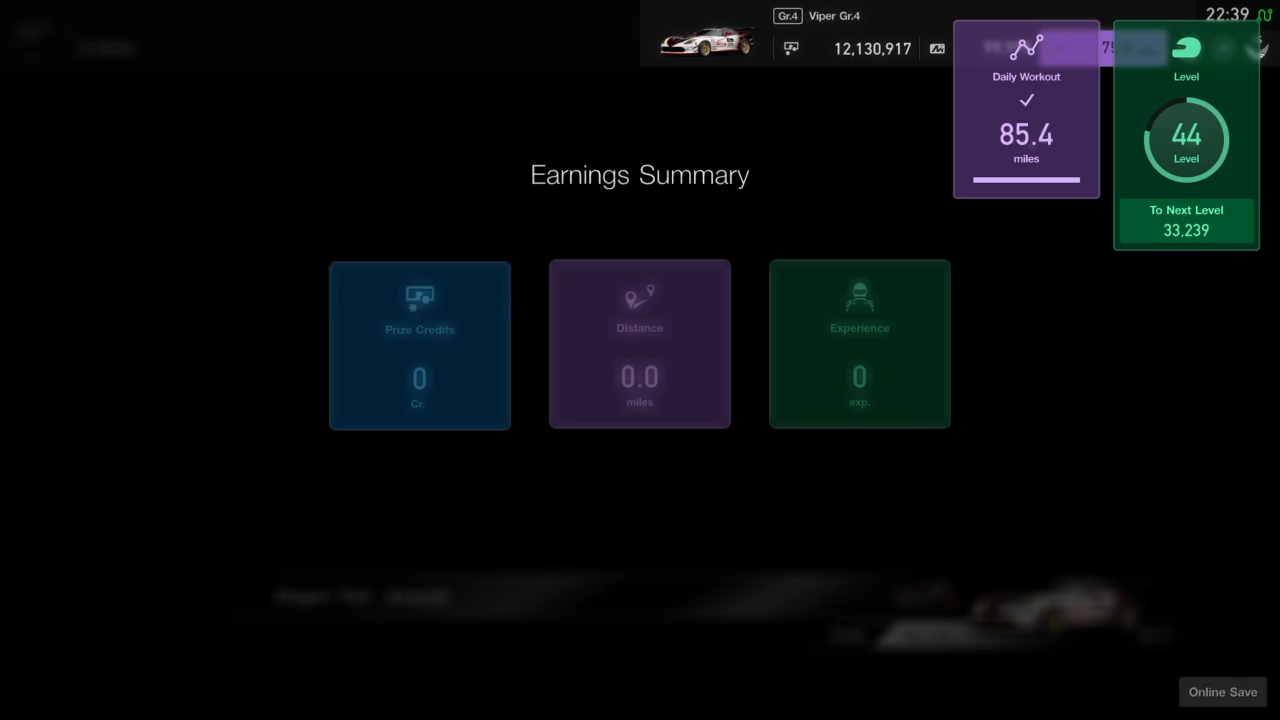 Gr.4 Viper Gr.4
22:39
12,130,917
Daily Workout
85.4
miles
Level
44
Level
To Next Level
33,239
Earnings Summary
Prize Credits
0
Cr.
Distance
0.0
miles
Experience
0
exp.
Online Save